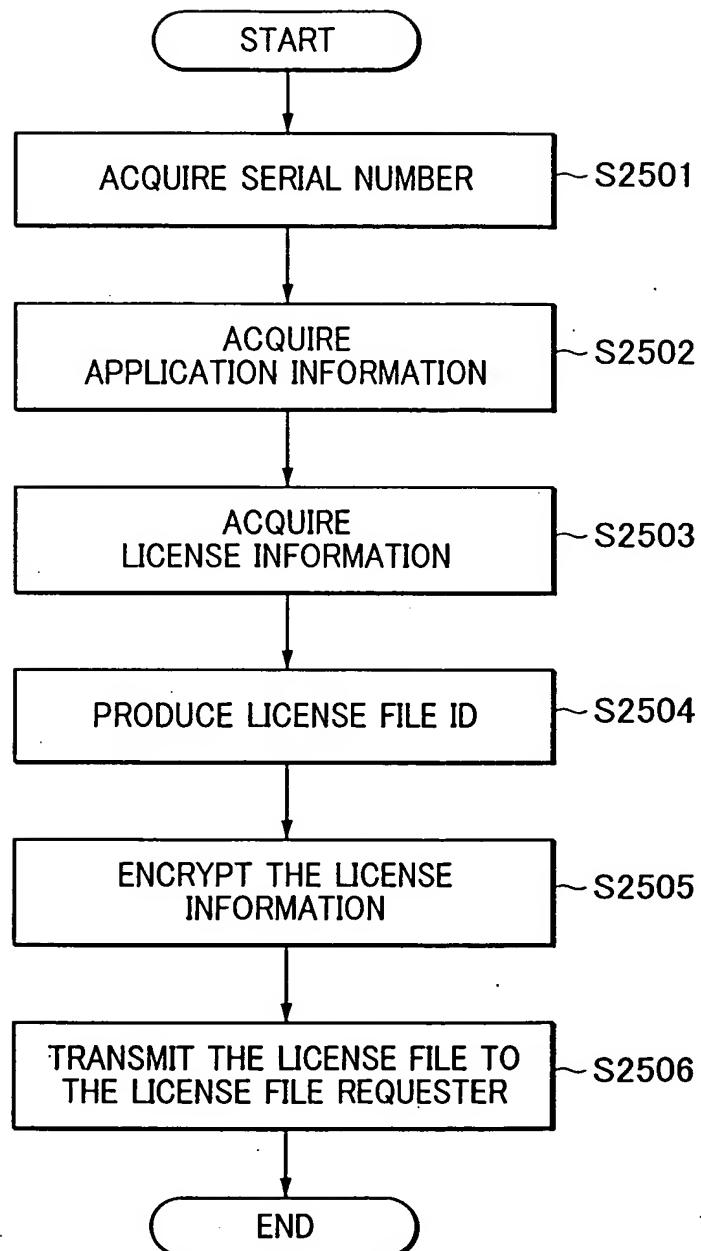 START
ACQUIRE SERIAL NUMBER
S2501
ACQUIRE
APPLICATION INFORMATION
S2502
ACQUIRE
LICENSE INFORMATION
S2503
PRODUCE LICENSE FILE ID
S2504
ENCRYPT THE LICENSE
INFORMATION
S2505
TRANSMIT THE LICENSE FILE TO
THE LICENSE FILE REQUESTER
S2506
END